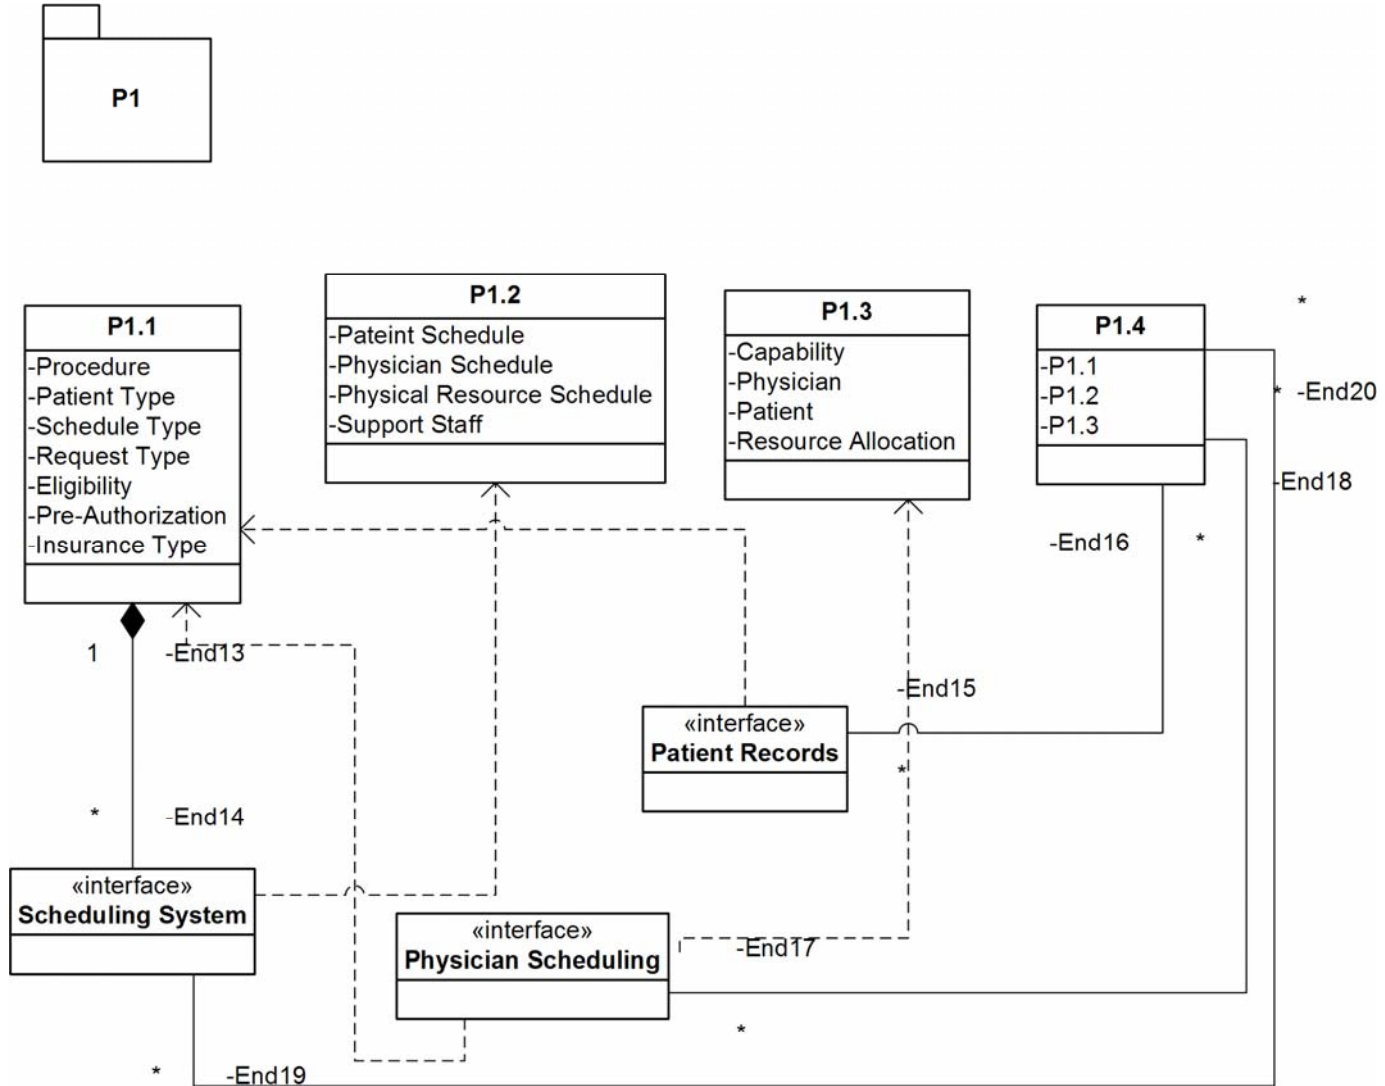 P1
P1.1
-Procedure
-Patient Type
-Schedule Type
-Request Type
-Eligibility
-Pre-Authorization
-Insurance Type
P1.2
-Pateint Schedule
-Physician Schedule
-Physical Resource Schedule
-Support Staff
P1.3
-Capability
-Physician
-Patient
-Resource Allocation
P1.4
-P1.1
-P1.2
-P1.3
*
* -End20
-End18
-End16 *
1 -End13
-End15
*
* -End14
«interface»
Patient Records
«interface»
Scheduling System
«interface»
Physician Scheduling
-End17
*
* -End19